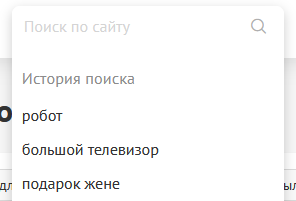 Поиск по сайту
История поиска
робот
большой телевизор
подарок жене